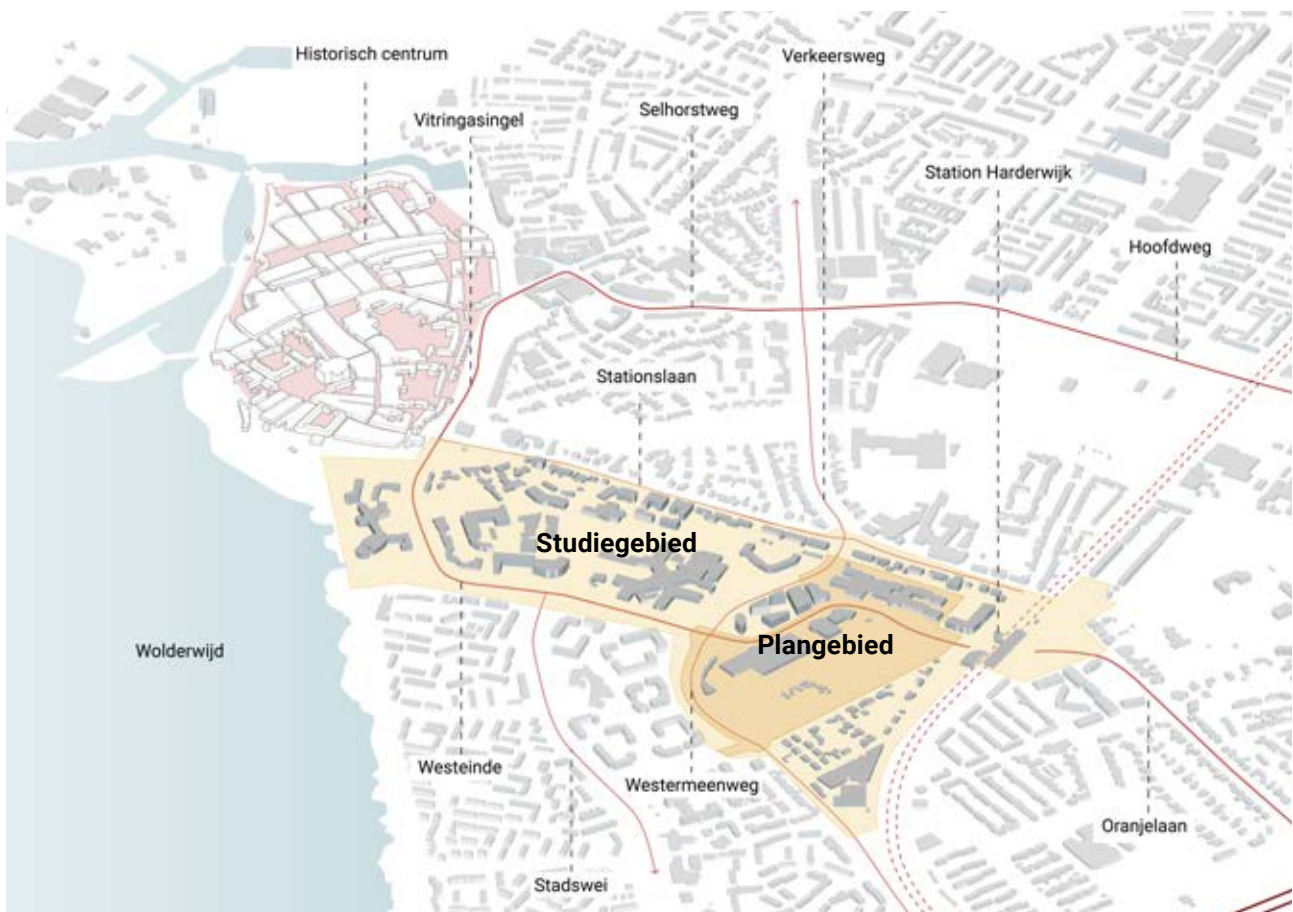 Historisch centrum
Verkeersweg
Vitringasingel
Selhorstweg
Station Harderwijk
Hoofdweg
Stationslaan
Studiegebied
Plangebied
Wolderwijd
Westeinde
Westermeenweg
Oranjelaan
Stadswei